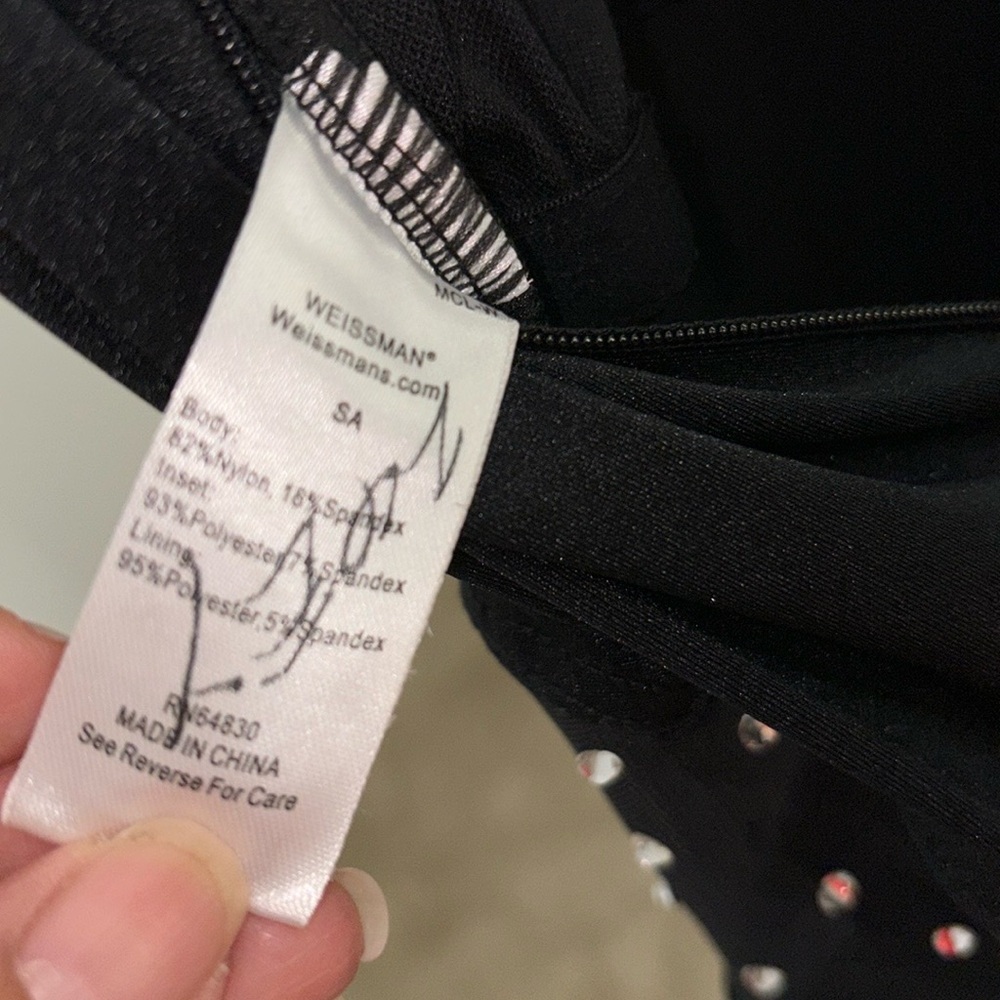 WEISSMAN®
Weissmans.com
SA
Body:
82%Nylon, 18%Spandex
Inset:
93%Polyester,7%Spandex
Lining:
95%Polyester,5%Spandex
RN64830
MADE IN CHINA
See Reverse For Care